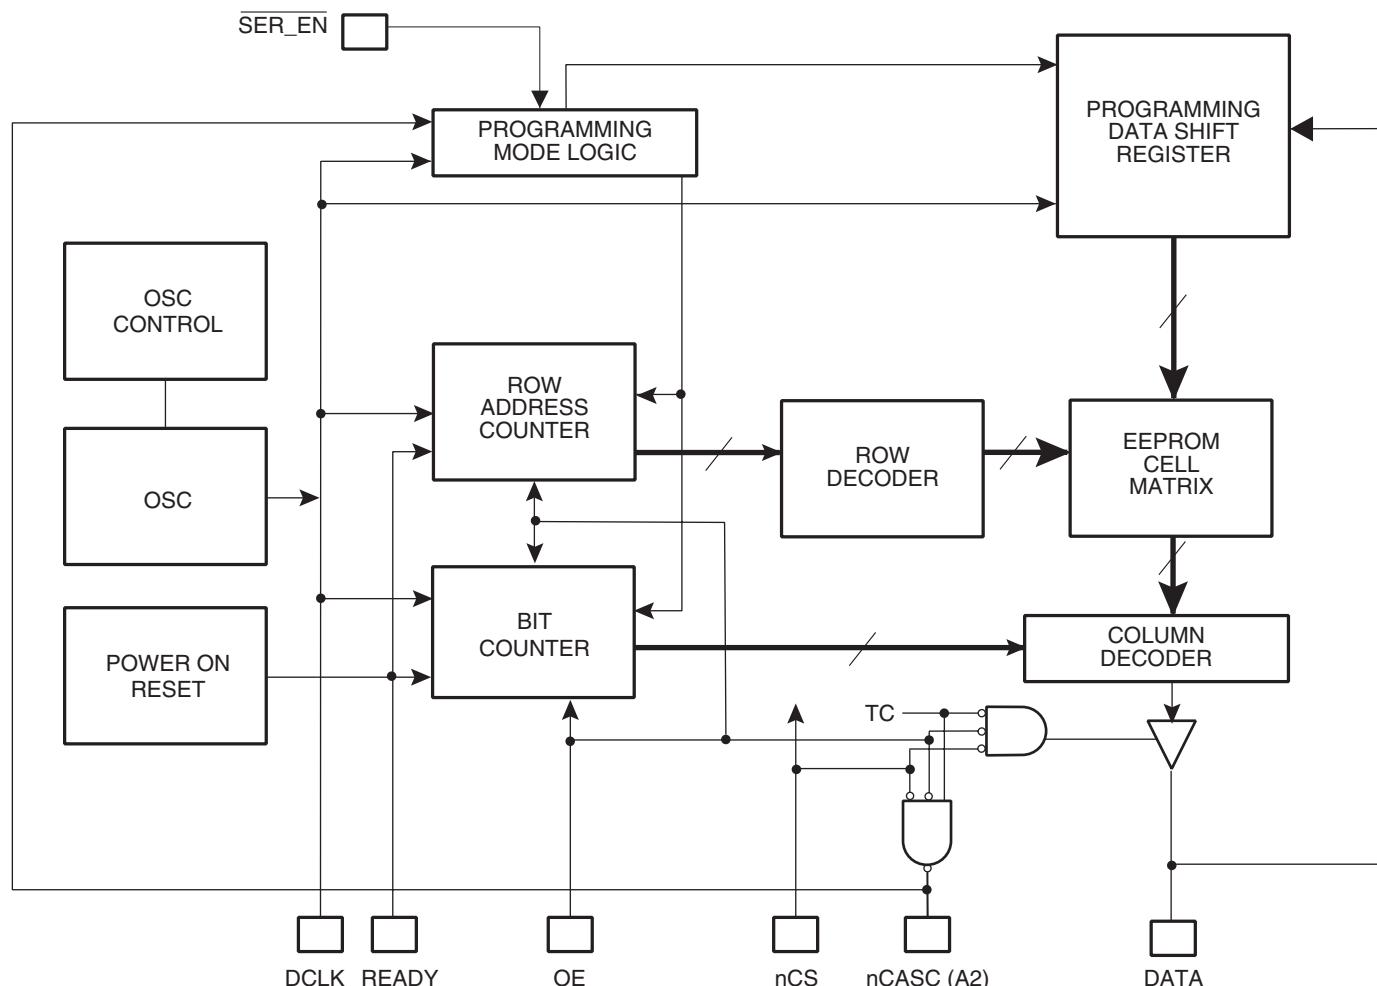 SER_EN
PROGRAMMING
MODE LOGIC
PROGRAMMING
DATA SHIFT
REGISTER
OSC
CONTROL
ROW
ADDRESS
COUNTER
ROW
DECODER
EEPROM
CELL
MATRIX
OSC
BIT
COUNTER
COLUMN
DECODER
POWER ON
RESET
TC
DCLK
READY
OE
nCS
nCASC (A2)
DATA